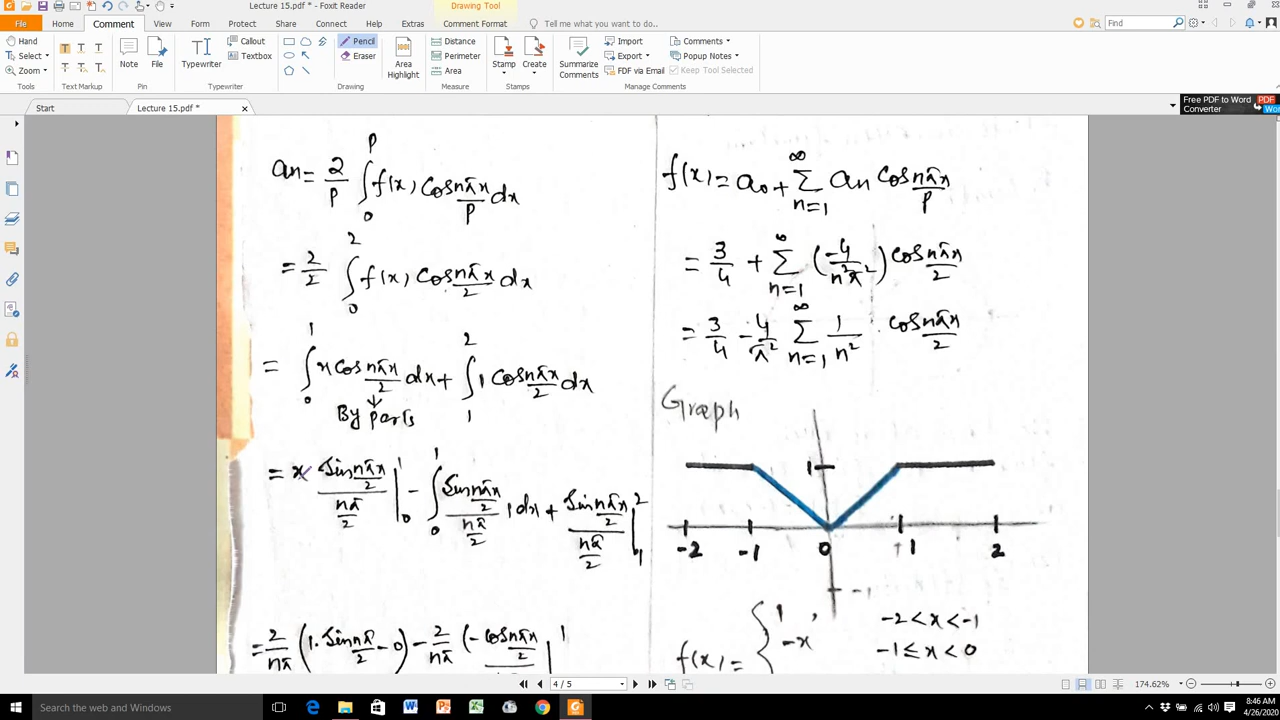 Lecture 15.pdf * - Foxit Reader
Drawing Tool
File Home Comment View Form Protect Share Connect Help Extras Comment Format Tell me what you want to do... Find
Hand Select Zoom Tools
Text Markup
Note File Pin
Typewriter Callout Textbox Typewriter
Pencil Eraser Drawing
Area Highlight Distance Perimeter Area Measure
Stamp Create Stamps
Summarize Comments Import Export FDF via Email Comments Popup Notes Keep Tool Selected Manage Comments
Start Lecture 15.pdf *
Free PDF to Word Converter PDF
an = 2/p ∫₀ᵖ f(x) cos nπx/p dx
= 2/2 ∫₀² f(x) cos nπx/2 dx
= ∫₀¹ x cos nπx/2 dx + ∫₁² 1 cos nπx/2 dx
By parts
= x (sin nπx/2)/(nπ/2) |₀¹ - ∫₀¹ (sin nπx/2)/(nπ/2) 1 dx + (sin nπx/2)/(nπ/2) |₁²
= 2/nπ (1. sin nπ/2 - 0) - 2/nπ (-cos nπx/2 |¹
f(x) = a₀ + ∑ₙ₌₁^∞ an cos nπx/p
= 3/4 + ∑ₙ₌₁^∞ (-4/n²π²) cos nπx/2
= 3/4 - 4/π² ∑ₙ₌₁^∞ 1/n² . cos nπx/2
Graph
1
-2 -1 0 1 2
-1
f(x) = { 1 , -2 < x < -1
-x -1 ≤ x < 0
4 / 5
174.62%
Search the web and Windows
8:46 AM
4/26/2020